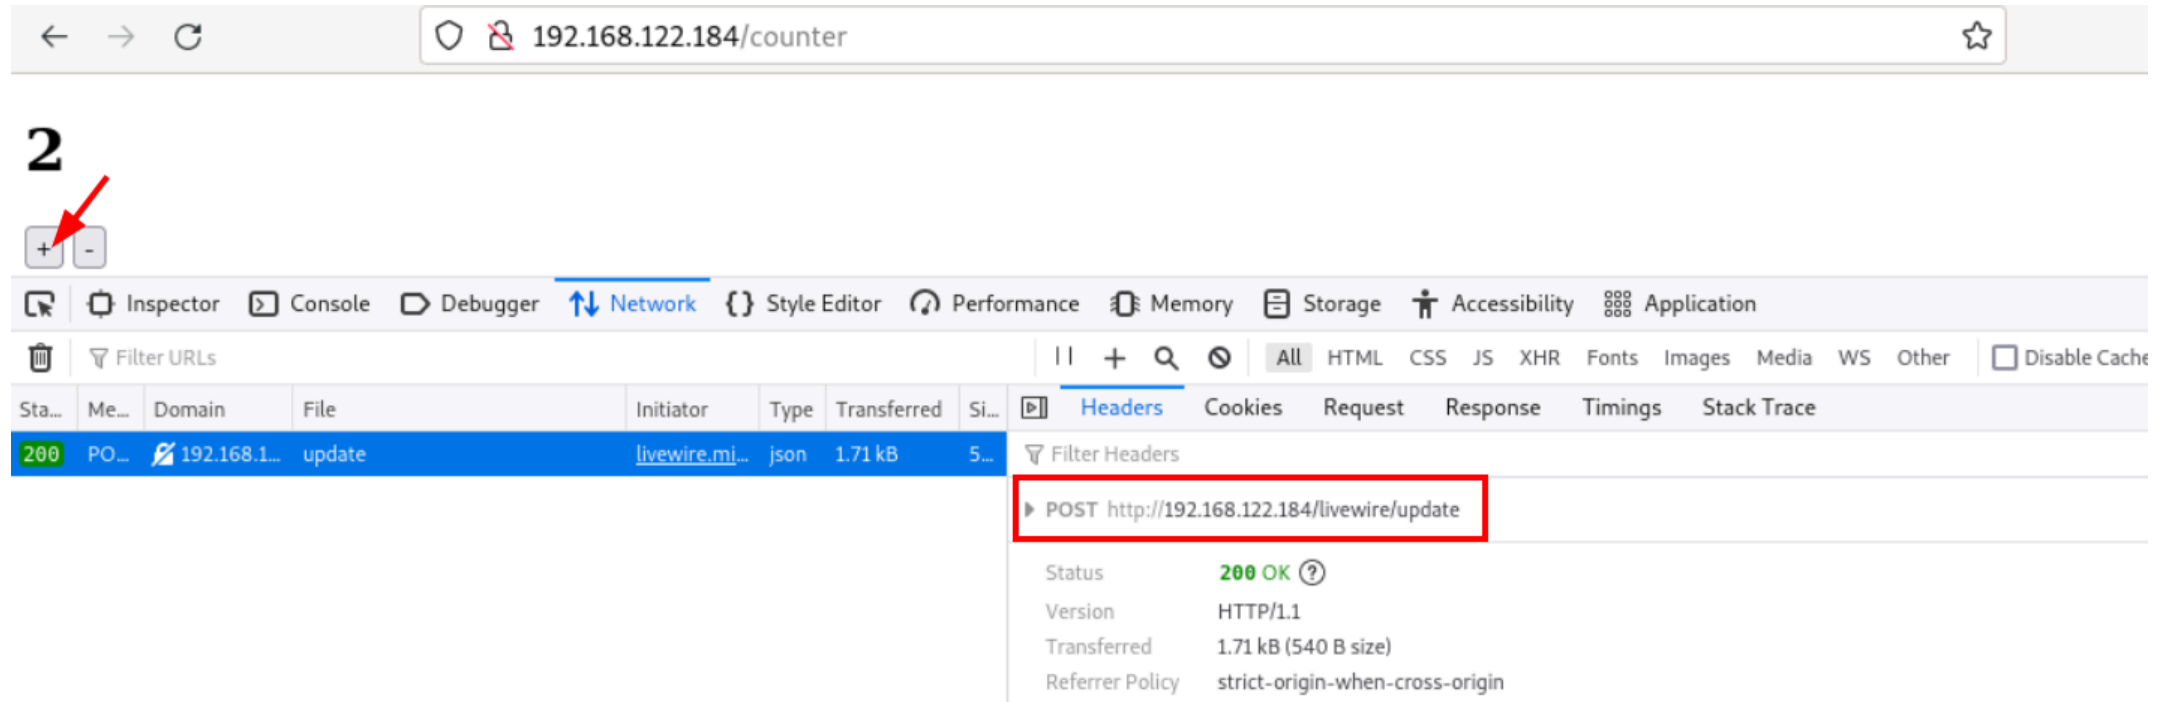 192.168.122.184/counter
2
+ -
Inspector Console Debugger Network Style Editor Performance Memory Storage Accessibility Application
Filter URLs
All HTML CSS JS XHR Fonts Images Media WS Other Disable Cache
Sta... Me... Domain File Initiator Type Transferred Si...
Headers Cookies Request Response Timings Stack Trace
200 PO... 192.168.1... update livewire.mi... json 1.71 kB 5...
Filter Headers
POST http://192.168.122.184/livewire/update
Status 200 OK
Version HTTP/1.1
Transferred 1.71 kB (540 B size)
Referrer Policy strict-origin-when-cross-origin